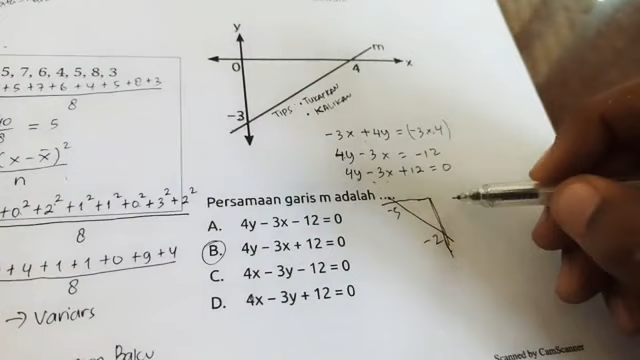 5, 7, 6, 4, 5, 8, 3
+ 5 + 7 + 6 + 4 + 5 + 8 + 3
8
= 5
(x − x̄)²
n
+ 0² + 2² + 1² + 1² + 0² + 3² + 2²
8
+ 4 + 1 + 1 + 0 + 9 + 4
8
→ Varians
y
m
0
4
x
−3
TIPS: • TUKARKAN
• KALIKAN
−3x + 4y = (−3×4)
4y − 3x = −12
4y − 3x + 12 = 0
Persamaan garis m adalah ....
−5
−2
A. 4y − 3x − 12 = 0
B. 4y − 3x + 12 = 0
C. 4x − 3y − 12 = 0
D. 4x − 3y + 12 = 0
Scanned by CamScanner